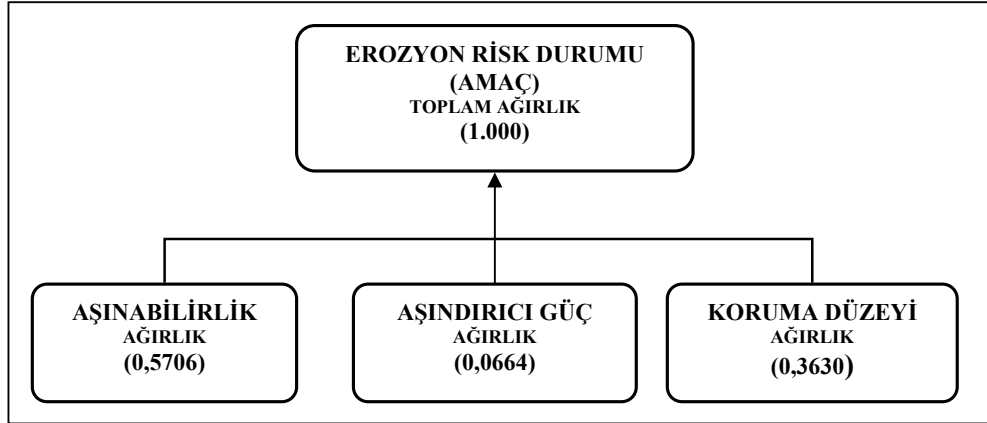 EROZYON RİSK DURUMU
(AMAÇ)
TOPLAM AĞIRLIK
(1.000)
AŞINABİLİRLİK
AĞIRLIK
(0,5706)
AŞINDIRICI GÜÇ
AĞIRLIK
(0,0664)
KORUMA DÜZEYİ
AĞIRLIK
(0,3630)